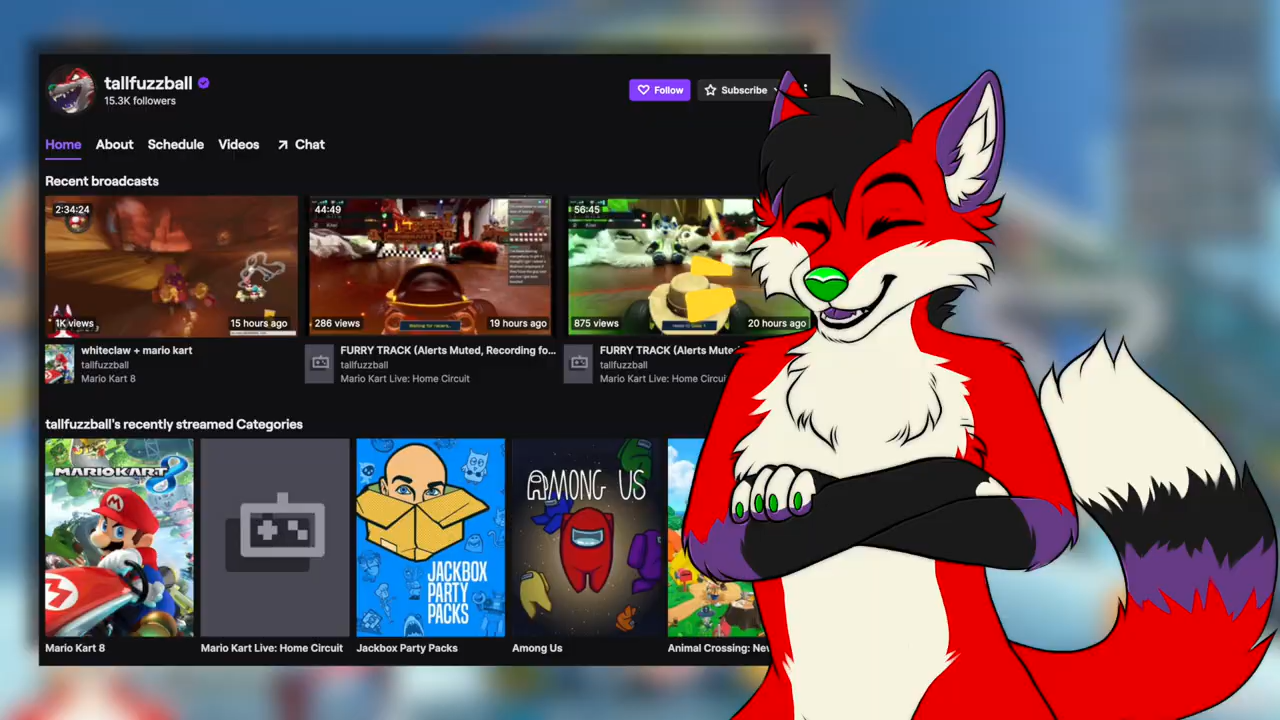 tallfuzzball
15.3K followers
Follow
Subscribe
Home
About
Schedule
Videos
Chat
Recent broadcasts
2:34:24
1K views
15 hours ago
44:49
286 views
19 hours ago
56:45
875 views
20 hours ago
whiteclaw + mario kart
tallfuzzball
Mario Kart 8
FURRY TRACK (Alerts Muted, Recording fo...
tallfuzzball
Mario Kart Live: Home Circuit
FURRY TRACK (Alerts Mute
tallfuzzball
Mario Kart Live: Home Circui
tallfuzzball's recently streamed Categories
MARIOKART 8
JACKBOX
PARTY
PACKS
AMONG US
Mario Kart 8
Mario Kart Live: Home Circuit
Jackbox Party Packs
Among Us
Animal Crossing: New